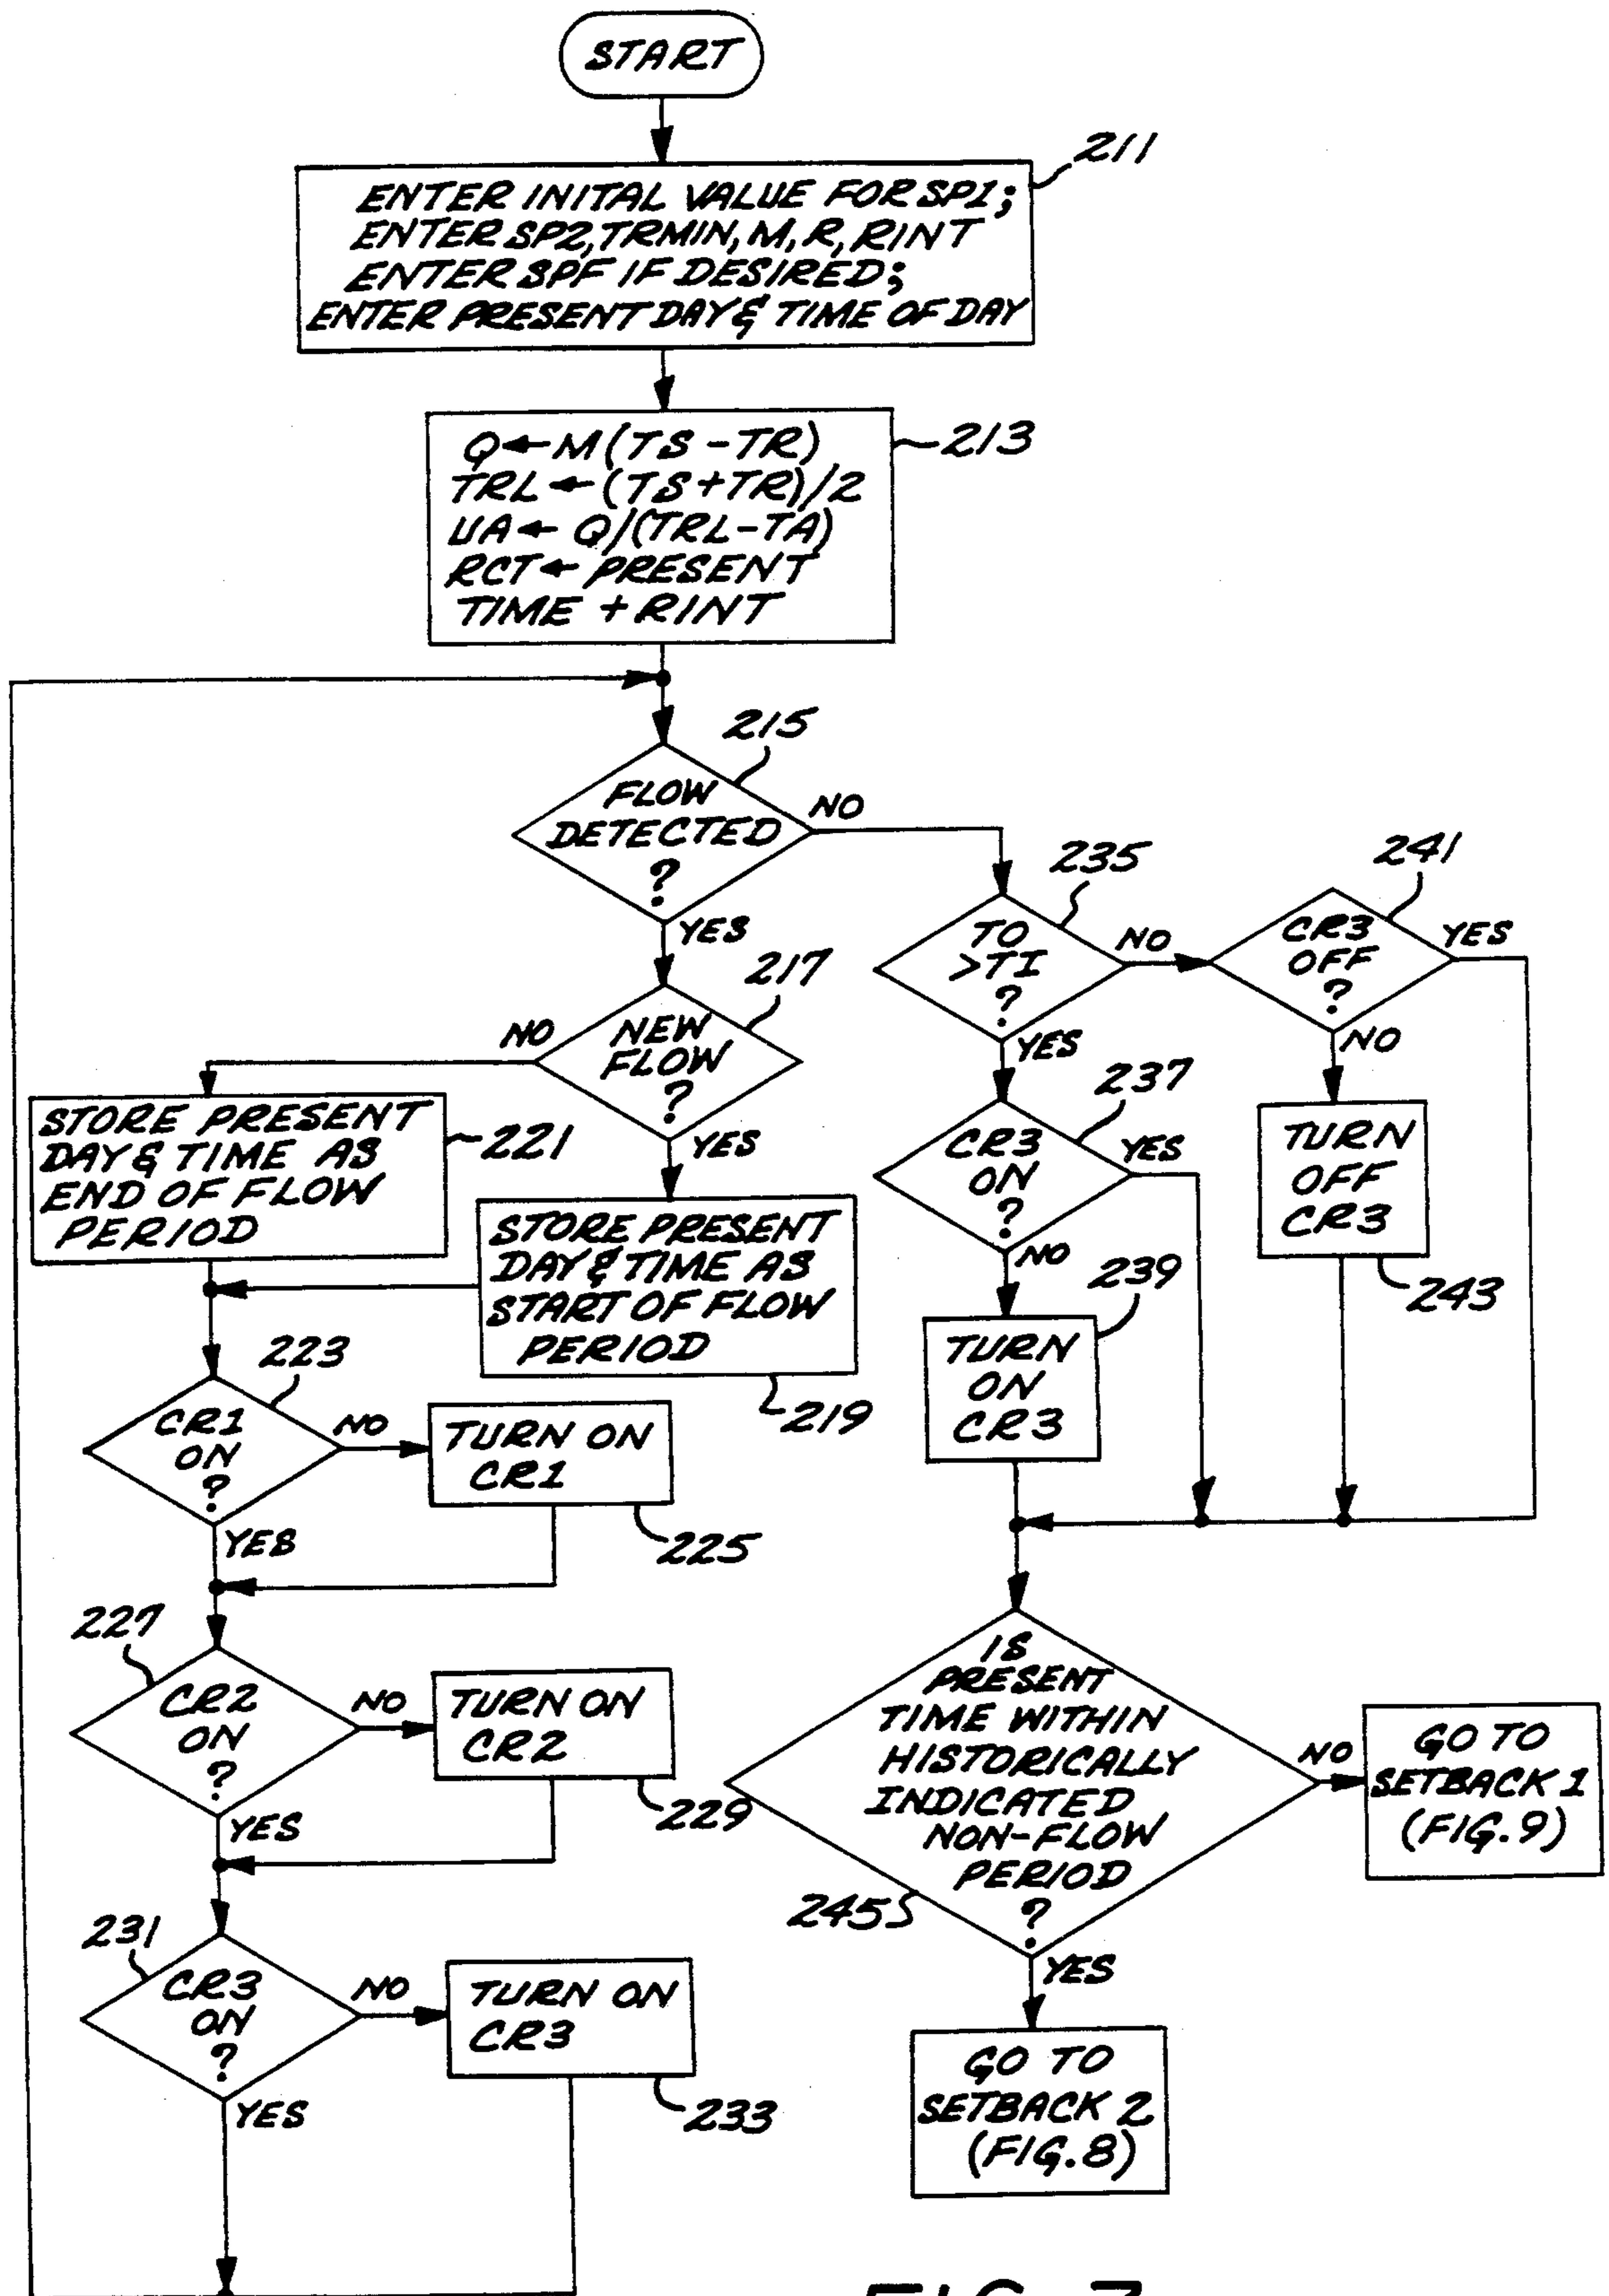 START
211
ENTER INITAL VALUE FOR SP1;
ENTER SP2, TRMIN, M, R, RINT
ENTER SPF IF DESIRED;
ENTER PRESENT DAY & TIME OF DAY
213
Q ← M(TS - TR)
TRL ← (TS + TR)/2
UA ← Q/(TRL - TA)
RCT ← PRESENT
TIME + RINT
215
FLOW
DETECTED
?
NO
YES
235
TO
>TI
?
NO
YES
241
CR3
OFF
?
YES
NO
217
NEW
FLOW
?
NO
YES
237
CR3
ON
?
YES
NO
TURN
OFF
CR3
243
STORE PRESENT
DAY & TIME AS
END OF FLOW
PERIOD
221
STORE PRESENT
DAY & TIME AS
START OF FLOW
PERIOD
219
239
TURN
ON
CR3
223
CR1
ON
?
NO
YES
TURN ON
CR1
225
227
CR2
ON
?
NO
YES
TURN ON
CR2
229
IS
PRESENT
TIME WITHIN
HISTORICALLY
INDICATED
NON-FLOW
PERIOD
?
245
NO
YES
GO TO
SETBACK 1
(FIG. 9)
231
CR3
ON
?
NO
YES
TURN ON
CR3
233
GO TO
SETBACK 2
(FIG. 8)